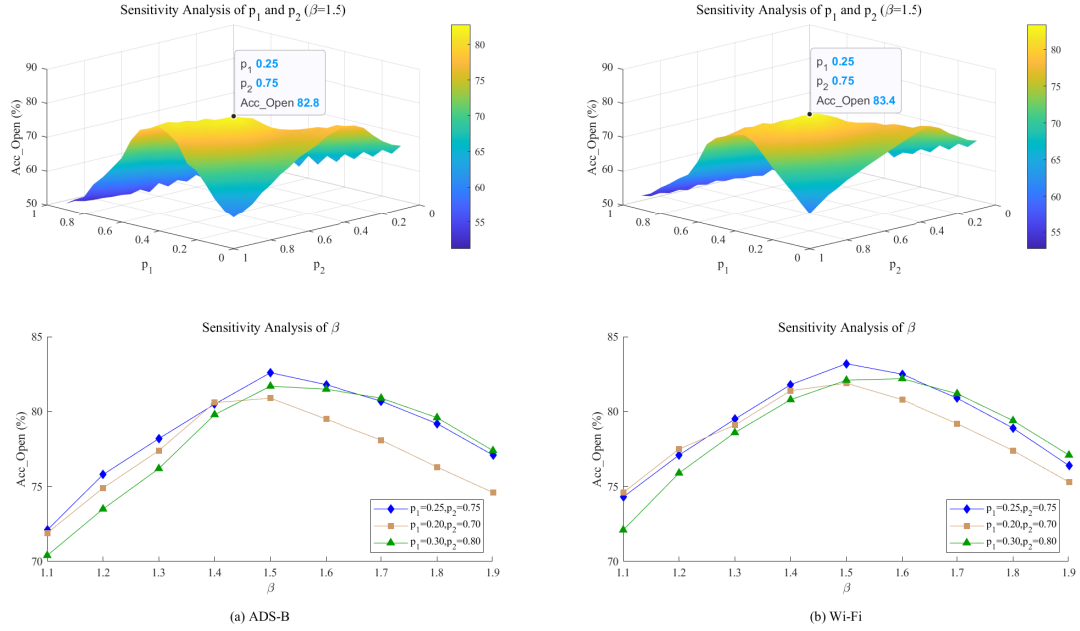 Sensitivity Analysis of p1 and p2 (β=1.5)
p1 0.25
p2 0.75
Acc_Open 82.8
Acc_Open (%)
90
80
70
60
50
1
0.8
0.6
0.4
0.2
0
p1
1
0.8
0.6
0.4
0.2
0
p2
80
75
70
65
60
55
Sensitivity Analysis of p1 and p2 (β=1.5)
p1 0.25
p2 0.75
Acc_Open 83.4
Acc_Open (%)
90
80
70
60
50
1
0.8
0.6
0.4
0.2
0
p1
1
0.8
0.6
0.4
0.2
0
p2
80
75
70
65
60
55
Sensitivity Analysis of β
Acc_Open (%)
85
80
75
70
1.1 1.2 1.3 1.4 1.5 1.6 1.7 1.8 1.9
β
p1=0.25,p2=0.75
p1=0.20,p2=0.70
p1=0.30,p2=0.80
(a) ADS-B
Sensitivity Analysis of β
Acc_Open (%)
85
80
75
70
1.1 1.2 1.3 1.4 1.5 1.6 1.7 1.8 1.9
β
p1=0.25,p2=0.75
p1=0.20,p2=0.70
p1=0.30,p2=0.80
(b) Wi-Fi